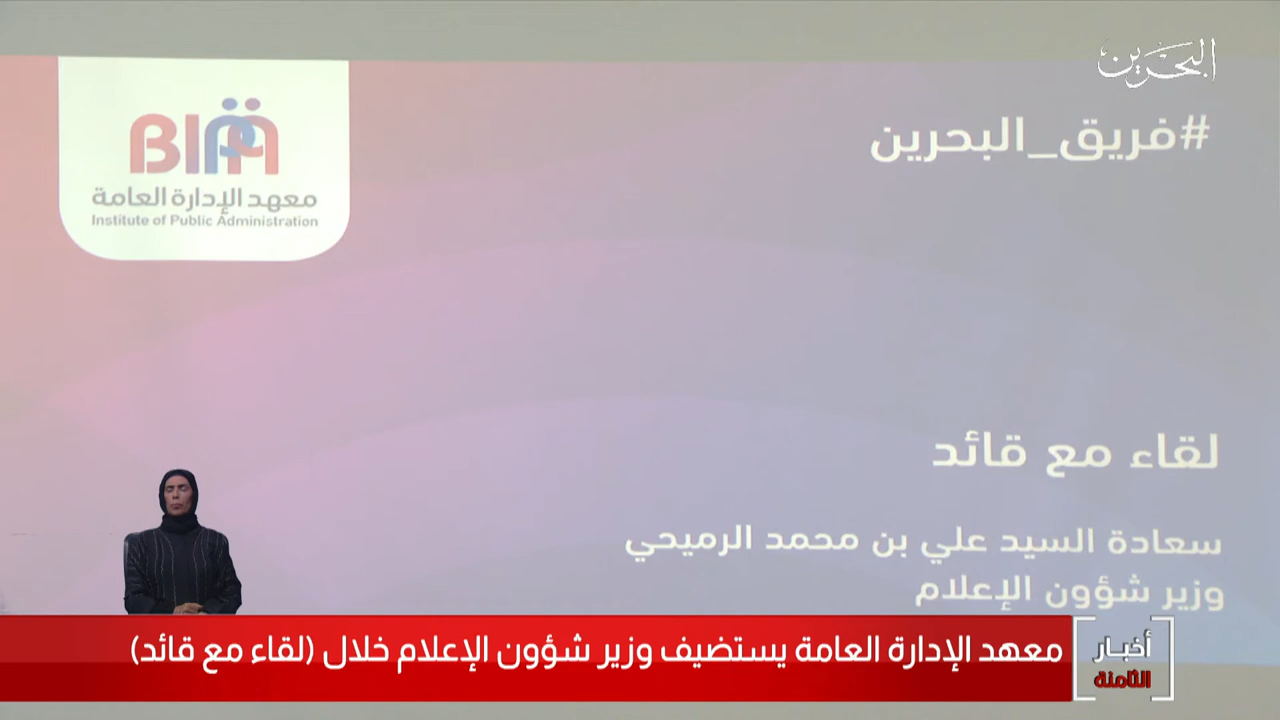 البحرين
#فريق_البحرين
BIPA
معهد الإدارة العامة
Institute of Public Administration
لقاء مع قائد
سعادة السيد علي بن محمد الرميحي
وزير شؤون الإعلام
أخبار
الثامنة
معهد الإدارة العامة يستضيف وزير شؤون الإعلام خلال (لقاء مع قائد)